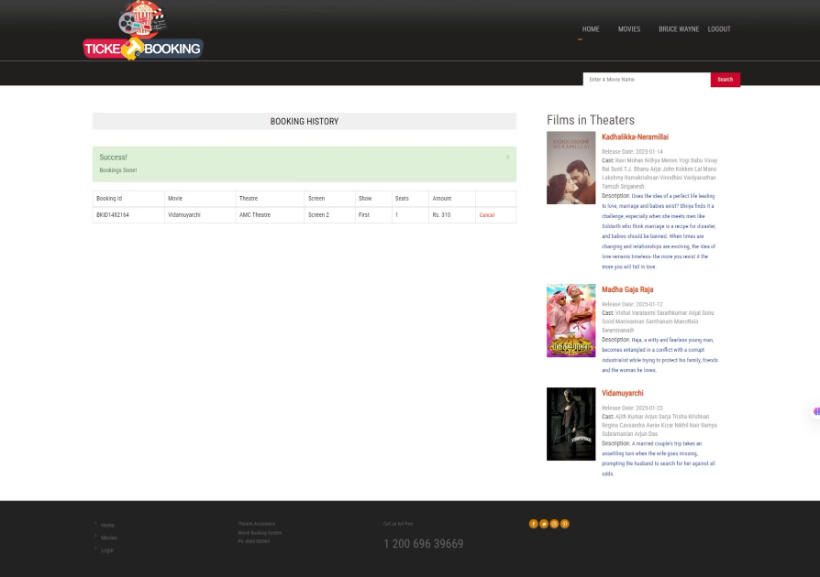 TICKE BOOKING
HOME MOVIES BRUCE WAYNE LOGOUT
Enter A Movie Name Search
BOOKING HISTORY
Success!
×
Bookings Done!
Booking Id Movie Theatre Screen Show Seats Amount
BKID1482164 Vidamuyarchi AMC Theatre Screen 2 First 1 Rs. 310 Cancel
Films in Theaters
Kadhalikka-Neramillai
Release Date: 2025-01-14
Cast: Ravi Mohan Nithya Menon Yogi Babu Vinay
Rai Sunil T.J. Bhanu Arjai John Kokken Lal Mano
Lakshmy Ramakrishnan Vinodhini Vaidyanathan
Description: Does the idea of a perfect life leading
to love, marriage and babies exist? Shriya finds it a
challenge, especially when she meets men like
Siddarth who think marriage is a recipe for disaster,
and babies should be banned. When times are
changing and relationships are evolving, the idea of
love remains timeless- the more you resist it the
more you will fall in love
Madha Gaja Raja
Release Date: 2025-01-12
Cast: Vishal Varalaxmi Sarathkumar Anjali Sonu
Sood Manivannan Santhanam Manobala
Swaminathan
Description: Raja, a witty and fearless young man,
becomes entangled in a conflict with a corrupt
industrialist while trying to protect his family, friends
and the woman he loves.
Vidamuyarchi
Release Date: 2025-01-23
Cast: Ajith Kumar Arjun Sarja Trisha Krishnan
Regina Cassandra Aarav Kizar Nikhil Nair Ramya
Subramanian Arjun Das
Description: A married couple's trip takes an
unsettling turn when the wife goes missing,
prompting the husband to search for her against all
odds.
Home
Movies
Login
Theatre Assistance
Movie Booking System
Call us toll free
1 200 696 39669